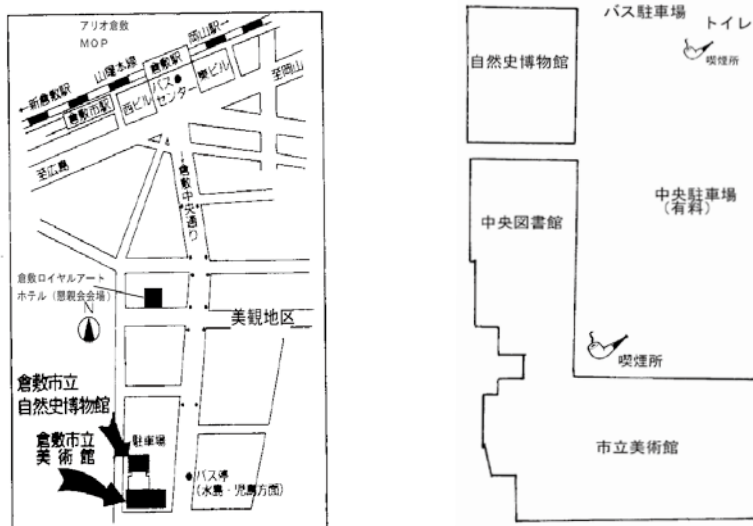 アリオ倉敷
MOP
岡山駅→
倉敷駅
山陽本線
←新倉敷駅
倉敷市駅
西ビル
バス
センター
東ビル
至岡山
至広島
倉敷中央通り
倉敷ロイヤルアート
ホテル（懇親会会場）
N
美観地区
倉敷市立
自然史博物館
倉敷市立
美術館
駐車場
バス停
（水島・児島方面）
バス駐車場
トイレ
喫煙所
自然史博物館
中央駐車場
（有料）
中央図書館
喫煙所
市立美術館